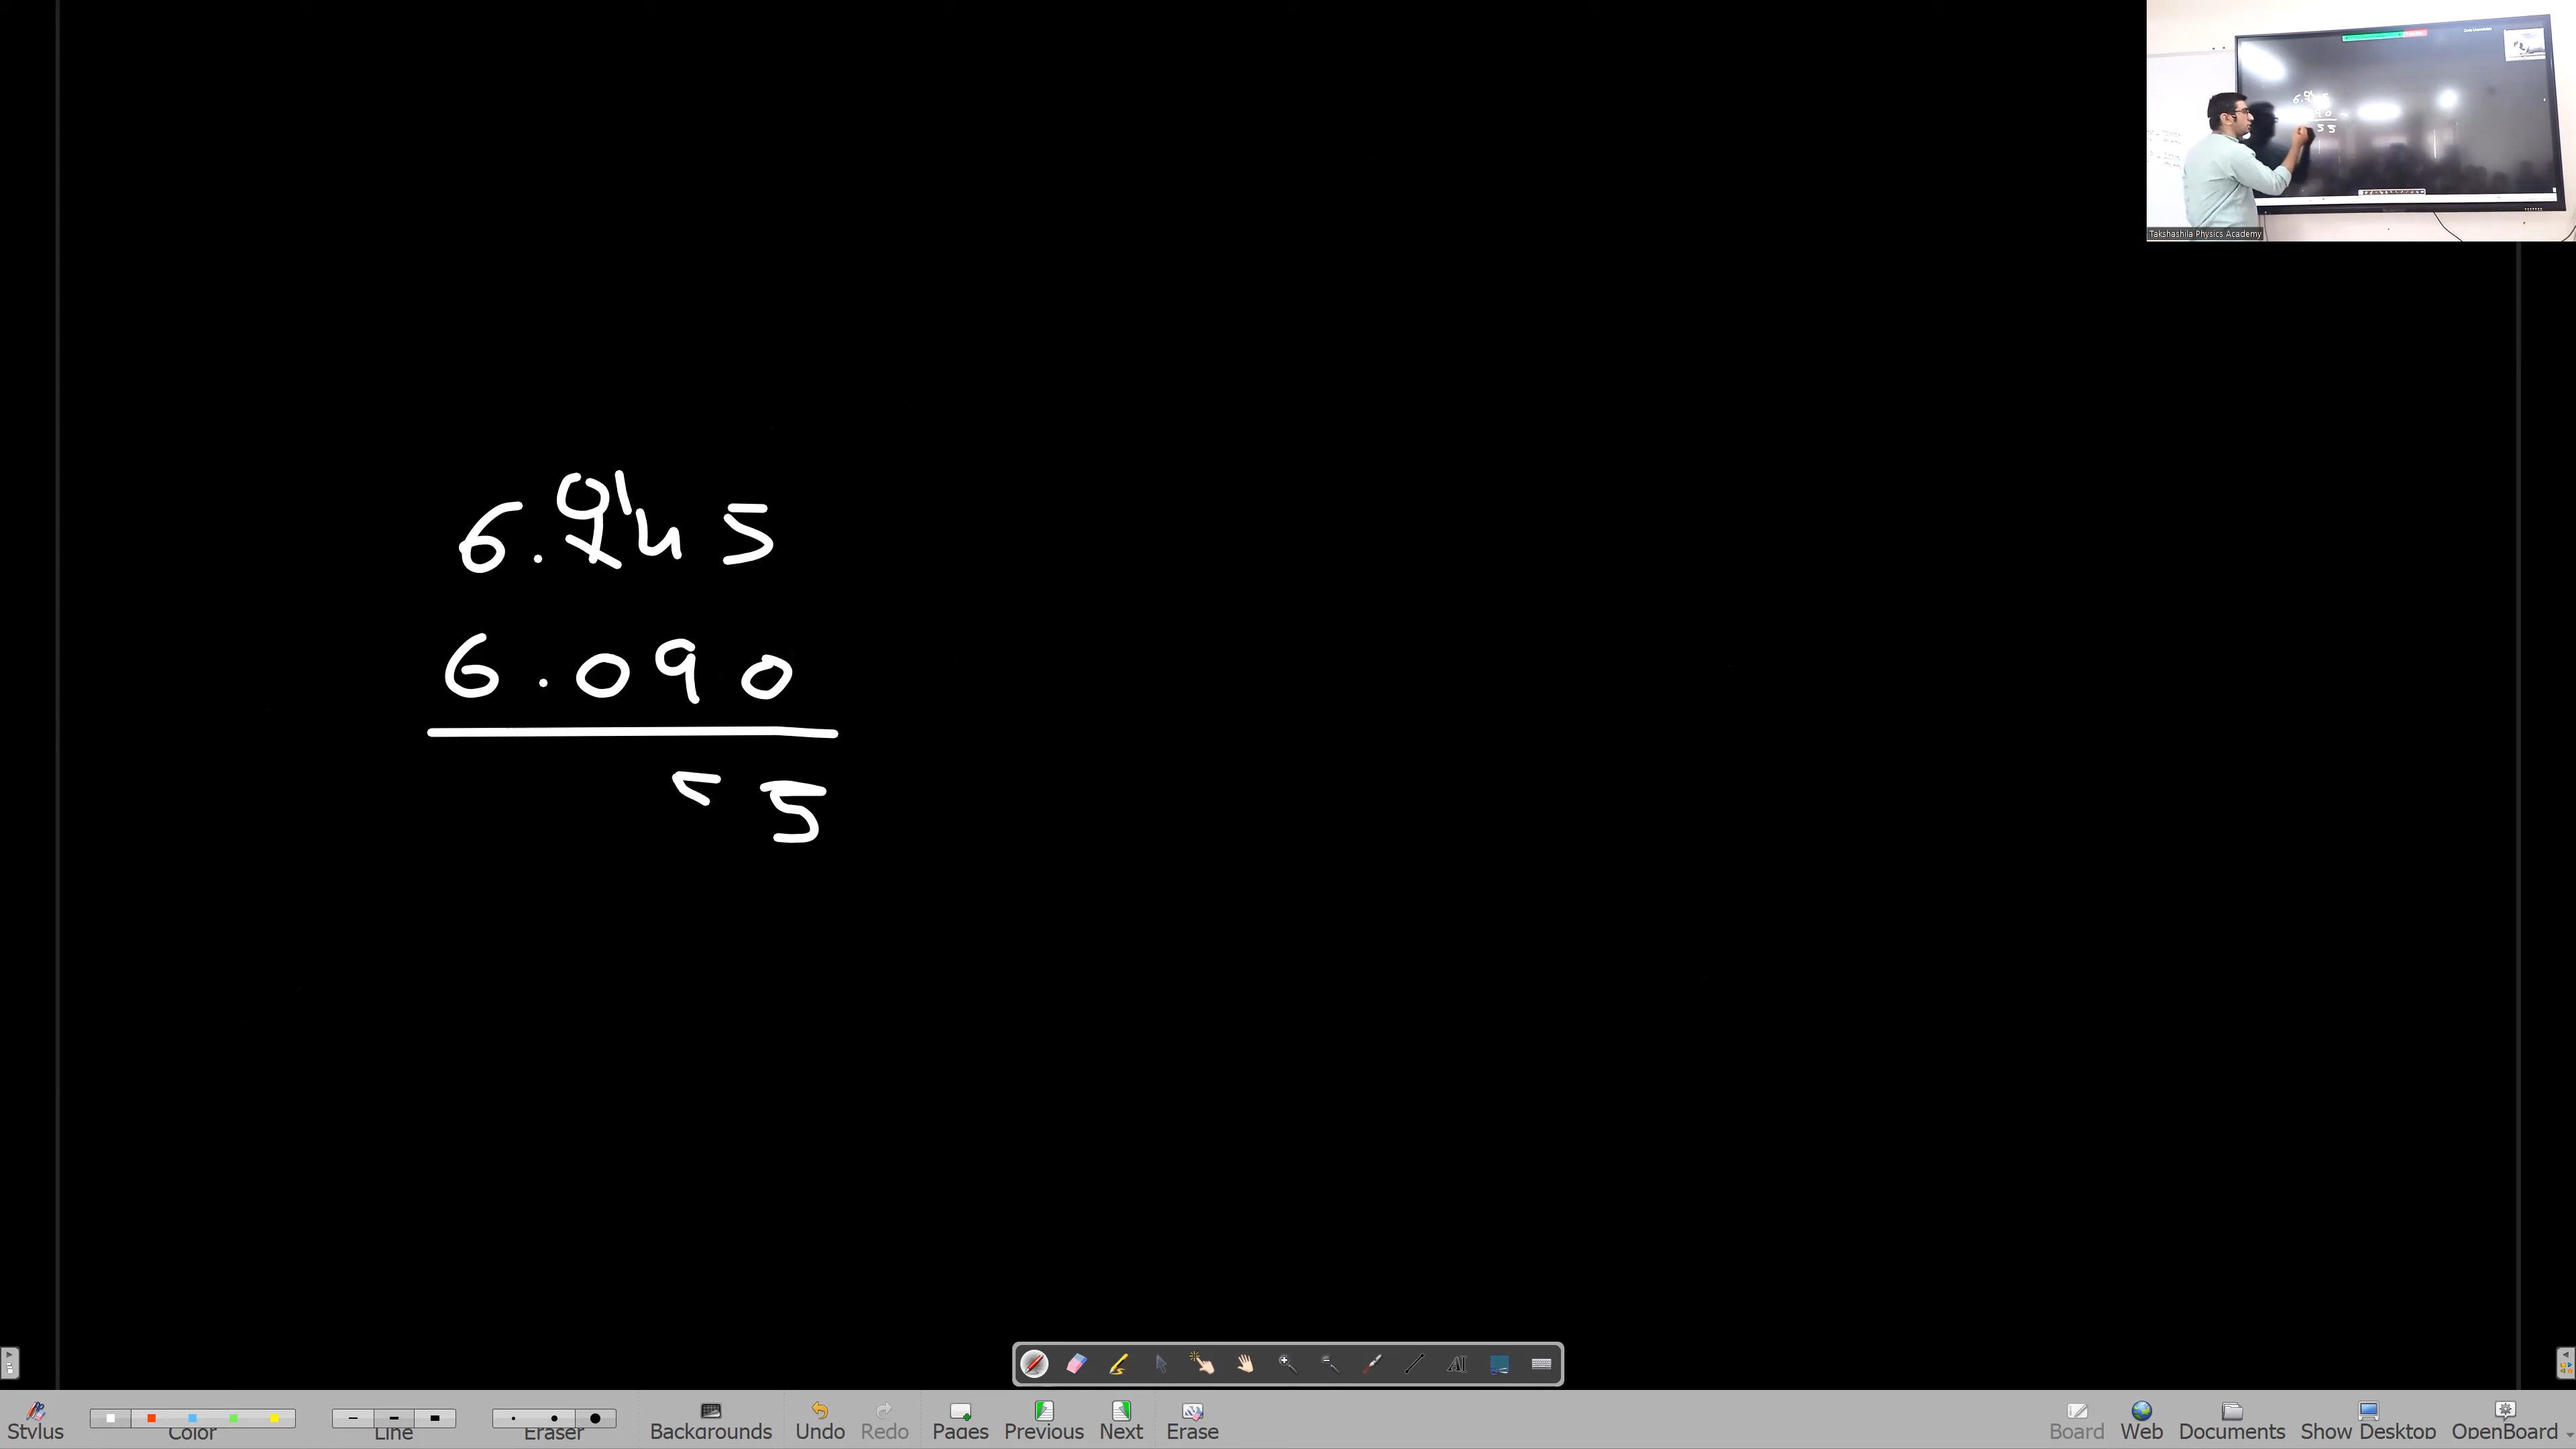 Takshashila Physics Academy
6.145
6.090
55
Stylus Color Line Eraser Backgrounds Undo Redo Pages Previous Next Erase Board Web Documents Show Desktop OpenBoard